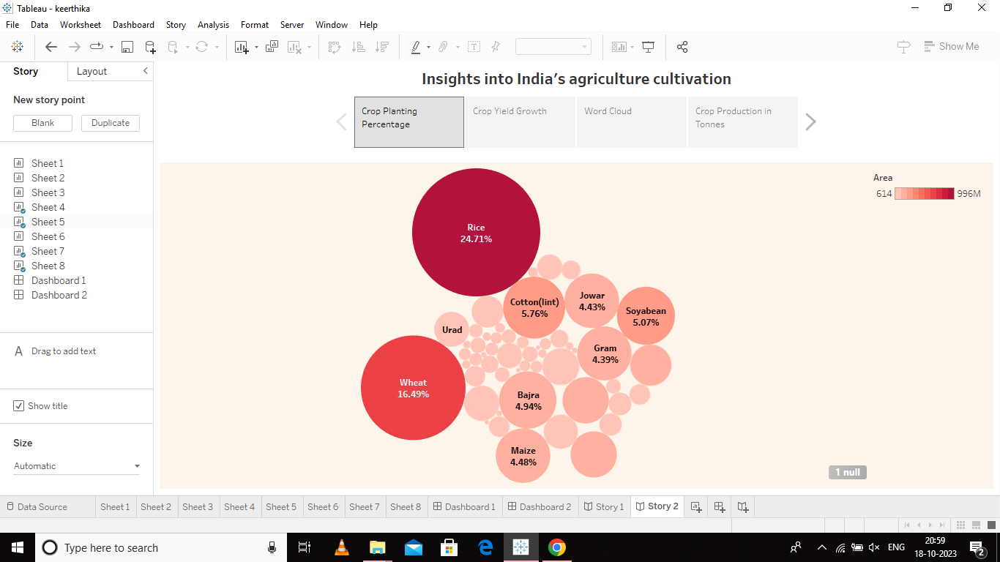 Tableau - keerthika
File Data Worksheet Dashboard Story Analysis Format Server Window Help
Show Me
Story Layout
New story point
Blank Duplicate
Sheet 1
Sheet 2
Sheet 3
Sheet 4
Sheet 5
Sheet 6
Sheet 7
Sheet 8
Dashboard 1
Dashboard 2
A Drag to add text
Show title
Size
Automatic
Insights into India’s agriculture cultivation
Crop Planting
Percentage
Crop Yield Growth
Word Cloud
Crop Production in
Tonnes
Area
614 996M
Rice
24.71%
Cotton(lint)
5.76%
Jowar
4.43%
Soyabean
5.07%
Urad
Gram
4.39%
Wheat
16.49%
Bajra
4.94%
Maize
4.48%
1 null
Data Source Sheet 1 Sheet 2 Sheet 3 Sheet 4 Sheet 5 Sheet 6 Sheet 7 Sheet 8 Dashboard 1 Dashboard 2 Story 1 Story 2
Type here to search
ENG
20:59
18-10-2023
2